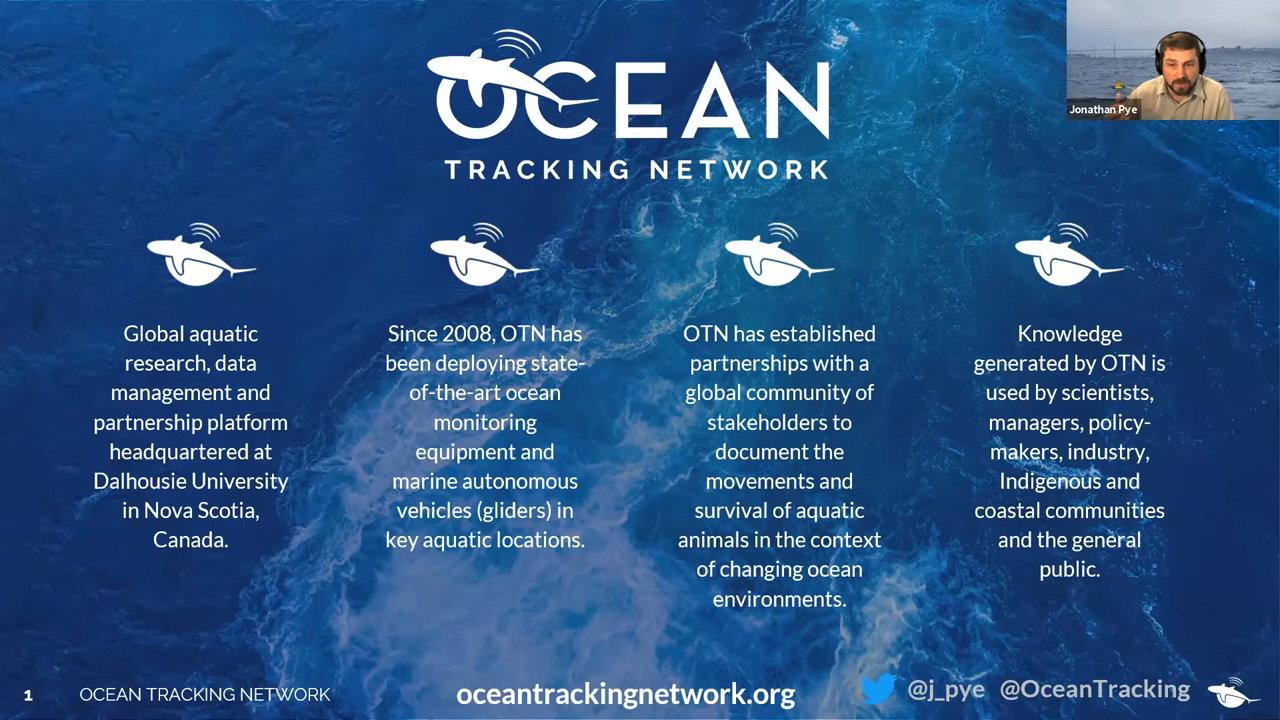 OCEAN
TRACKING NETWORK
Jonathan Pye
Global aquatic
research, data
management and
partnership platform
headquartered at
Dalhousie University
in Nova Scotia,
Canada.
Since 2008, OTN has
been deploying state-
of-the-art ocean
monitoring
equipment and
marine autonomous
vehicles (gliders) in
key aquatic locations.
OTN has established
partnerships with a
global community of
stakeholders to
document the
movements and
survival of aquatic
animals in the context
of changing ocean
environments.
Knowledge
generated by OTN is
used by scientists,
managers, policy-
makers, industry,
Indigenous and
coastal communities
and the general
public.
1 OCEAN TRACKING NETWORK
oceantrackingnetwork.org
@j_pye @OceanTracking